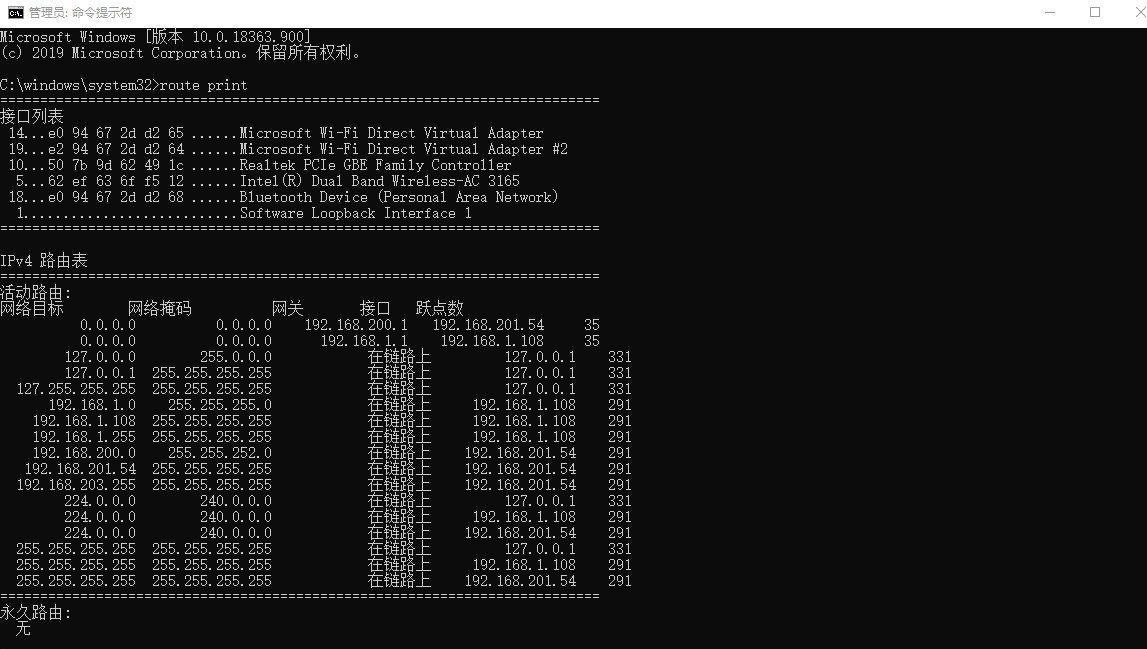 管理员: 命令提示符
Microsoft Windows [版本 10.0.18363.900]
(c) 2019 Microsoft Corporation。保留所有权利。
C:\windows\system32>route print
===========================================================================
接口列表
 14...e0 94 67 2d d2 65 ......Microsoft Wi-Fi Direct Virtual Adapter
 19...e2 94 67 2d d2 64 ......Microsoft Wi-Fi Direct Virtual Adapter #2
 10...50 7b 9d 62 49 1c ......Realtek PCIe GBE Family Controller
  5...62 ef 63 6f f5 12 ......Intel(R) Dual Band Wireless-AC 3165
 18...e0 94 67 2d d2 68 ......Bluetooth Device (Personal Area Network)
  1...........................Software Loopback Interface 1
===========================================================================
IPv4 路由表
===========================================================================
活动路由:
网络目标        网络掩码          网关       接口   跃点数
          0.0.0.0          0.0.0.0    192.168.200.1   192.168.201.54     35
          0.0.0.0          0.0.0.0      192.168.1.1    192.168.1.108     35
        127.0.0.0        255.0.0.0            在链路上         127.0.0.1    331
        127.0.0.1  255.255.255.255            在链路上         127.0.0.1    331
  127.255.255.255  255.255.255.255            在链路上         127.0.0.1    331
      192.168.1.0    255.255.255.0            在链路上     192.168.1.108    291
    192.168.1.108  255.255.255.255            在链路上     192.168.1.108    291
    192.168.1.255  255.255.255.255            在链路上     192.168.1.108    291
    192.168.200.0    255.255.252.0            在链路上    192.168.201.54    291
   192.168.201.54  255.255.255.255            在链路上    192.168.201.54    291
  192.168.203.255  255.255.255.255            在链路上    192.168.201.54    291
        224.0.0.0        240.0.0.0            在链路上         127.0.0.1    331
        224.0.0.0        240.0.0.0            在链路上     192.168.1.108    291
        224.0.0.0        240.0.0.0            在链路上    192.168.201.54    291
  255.255.255.255  255.255.255.255            在链路上         127.0.0.1    331
  255.255.255.255  255.255.255.255            在链路上     192.168.1.108    291
  255.255.255.255  255.255.255.255            在链路上    192.168.201.54    291
===========================================================================
永久路由:
  无